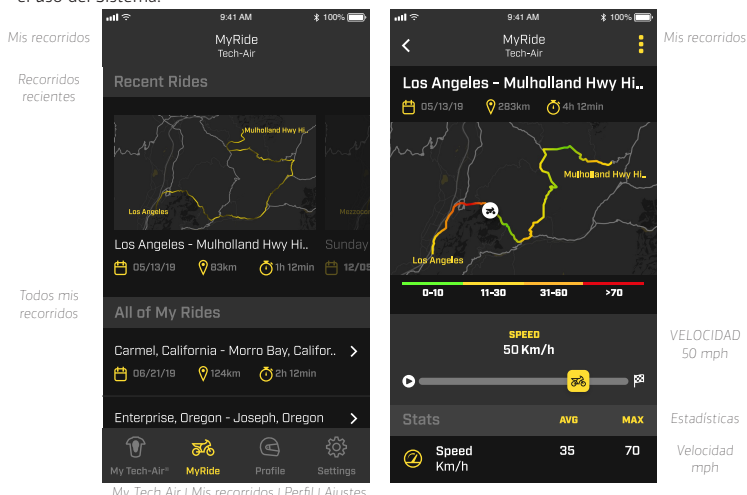 el uso del Sistema.
Mis recorridos
9:41 AM
100%
MyRide
Tech-Air
Recorridos
recientes
Recent Rides
Mulholland Hwy Hi..
Los Angeles
Los Angeles - Mulholland Hwy Hi..
Sunday
05/13/19
83km
1h 12min
Todos mis
recorridos
All of My Rides
Carmel, California - Morro Bay, Califor..
06/21/19
124km
2h 12min
Enterprise, Oregon - Joseph, Oregon
My Tech-Air®
MyRide
Profile
Settings
My Tech Air | Mis recorridos | Perfil | Ajustes
9:41 AM
100%
MyRide
Tech-Air
Mis recorridos
Los Angeles - Mulholland Hwy Hi..
05/13/19
283km
4h 12min
Mulholland Hwy Hi..
Los Angeles
0-10
11-30
31-60
>70
SPEED
50 Km/h
VELOCIDAD
50 mph
Stats
AVG
MAX
Estadísticas
Speed
Km/h
35
70
Velocidad
mph